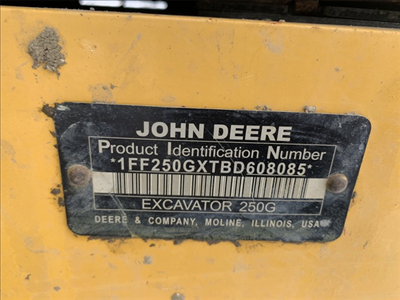 JOHN DEERE
Product Identification Number
*1FF250GXTBD608085*
EXCAVATOR 250G
DEERE & COMPANY, MOLINE, ILLINOIS, USA